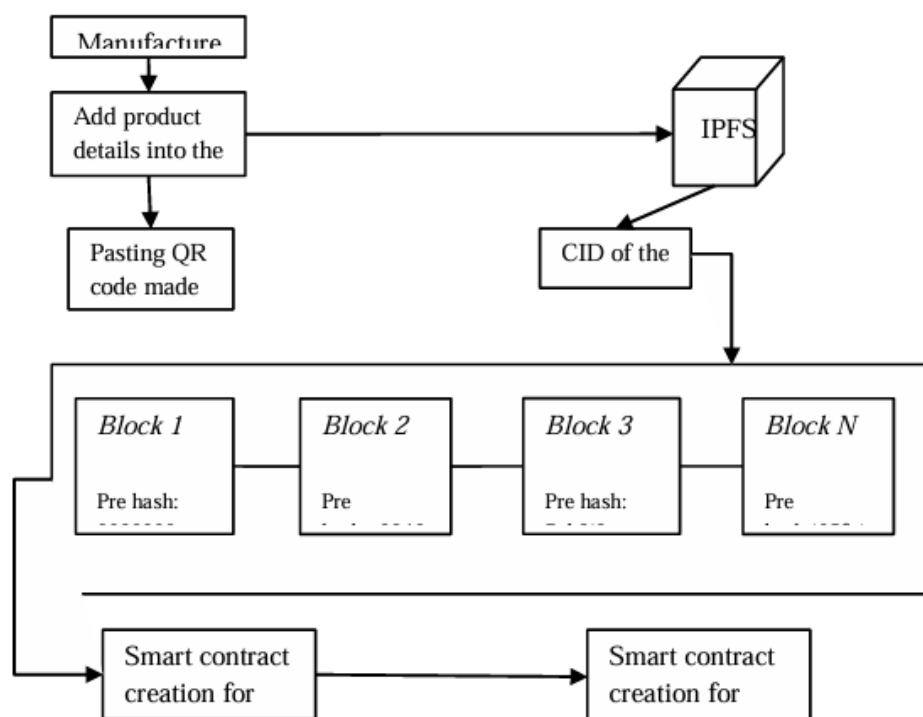 Manufacture
Add product
details into the
IPFS
Pasting QR
code made
CID of the
Block 1
Block 2
Block 3
Block N
Pre hash:
Pre
Pre hash:
Pre
Smart contract
creation for
Smart contract
creation for